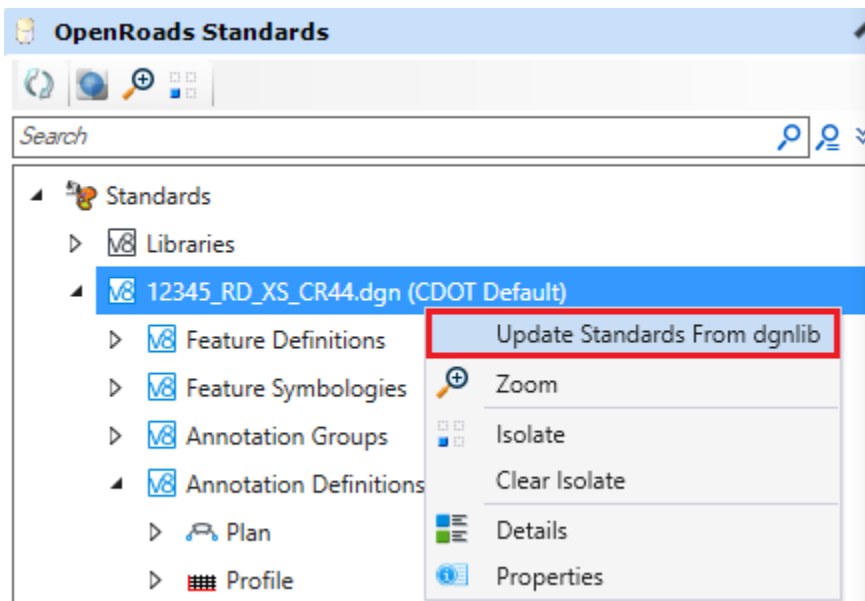 OpenRoads Standards
Search
Standards
Libraries
12345_RD_XS_CR44.dgn (CDOT Default)
Feature Definitions
Feature Symbologies
Annotation Groups
Annotation Definitions
Plan
Profile
Update Standards From dgnlib
Zoom
Isolate
Clear Isolate
Details
Properties